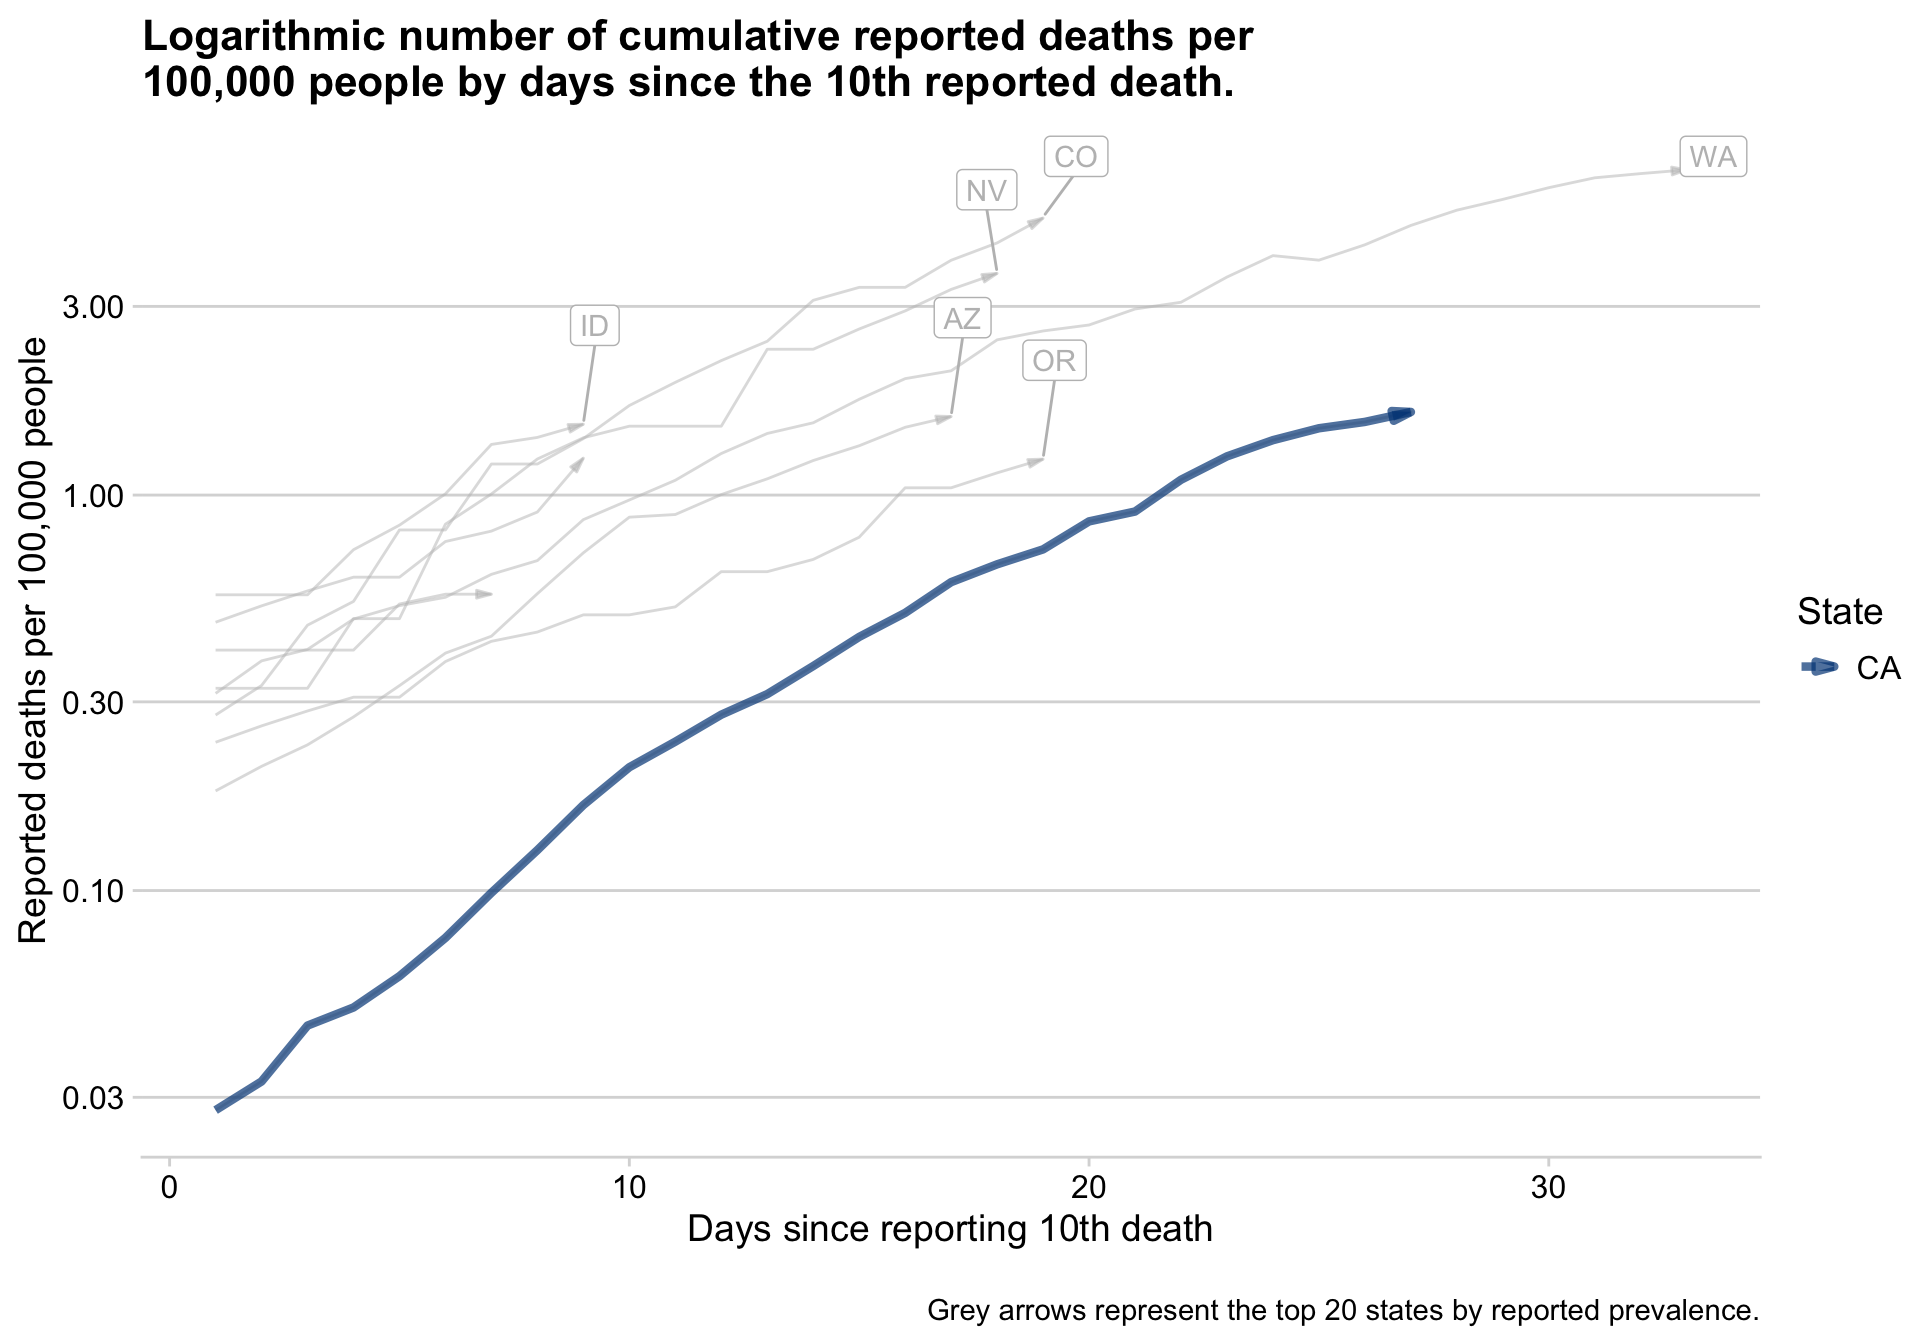 Logarithmic number of cumulative reported deaths per
100,000 people by days since the 10th reported death.
CO
WA
NV
3.00
ID
AZ
OR
1.00
0.30
0.10
0.03
Reported deaths per 100,000 people
State
CA
0
10
20
30
Days since reporting 10th death
Grey arrows represent the top 20 states by reported prevalence.